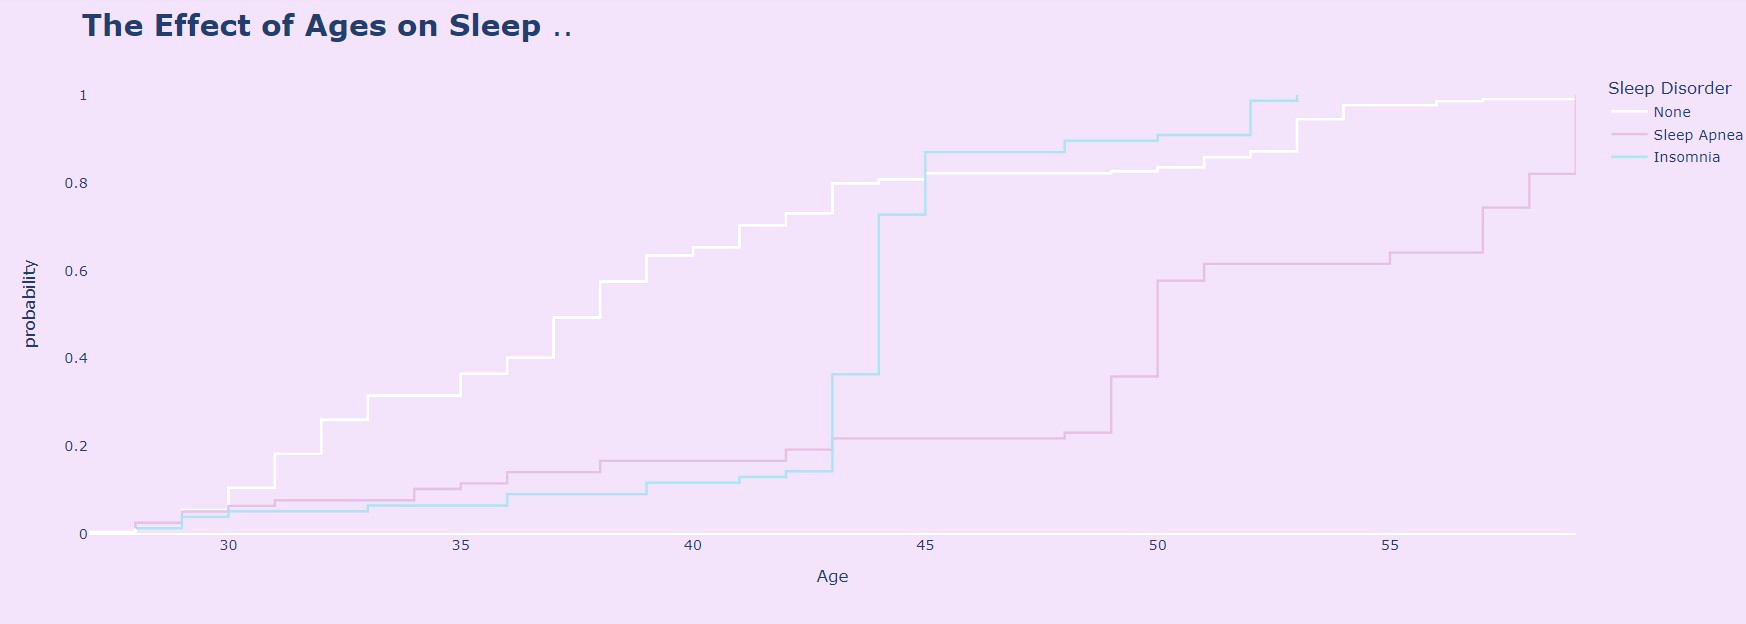 The Effect of Ages on Sleep ..
Sleep Disorder
None
Sleep Apnea
Insomnia
1
0.8
0.6
0.4
0.2
0
probability
30 35 40 45 50 55
Age